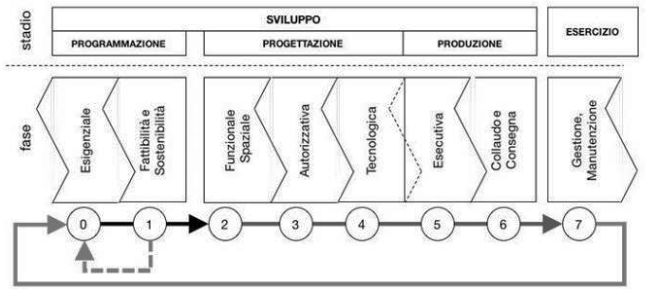 stadio
SVILUPPO
ESERCIZIO
PROGRAMMAZIONE
PROGETTAZIONE
PRODUZIONE
fase
Esigenziale
Fattibilità e
Sostenibilità
Funzionale
Spaziale
Autorizzativa
Tecnologica
Esecutiva
Collaudo e
Consegna
Gestione,
Manutenzione
0
1
2
3
4
5
6
7